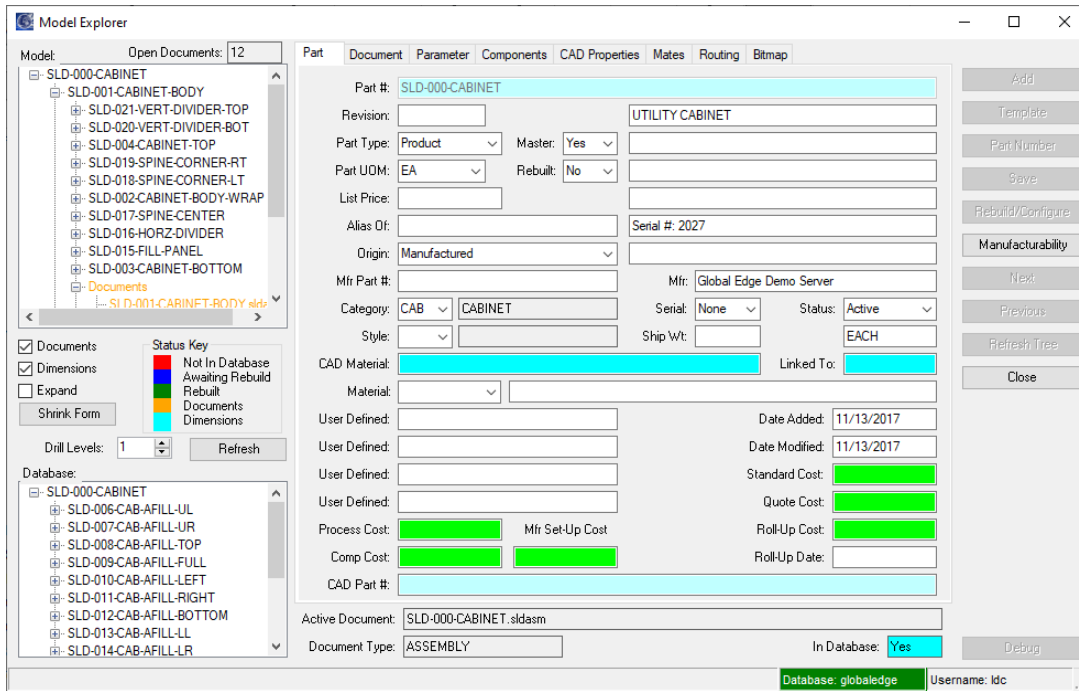 Model Explorer
Model: Open Documents: 12
SLD-000-CABINET
SLD-001-CABINET-BODY
SLD-021-VERT-DIVIDER-TOP
SLD-020-VERT-DIVIDER-BOT
SLD-004-CABINET-TOP
SLD-019-SPINE-CORNER-RT
SLD-018-SPINE-CORNER-LT
SLD-002-CABINET-BODY-WRAP
SLD-017-SPINE-CENTER
SLD-016-HORZ-DIVIDER
SLD-015-FILL-PANEL
SLD-003-CABINET-BOTTOM
Documents
SLD-001-CABINET-BODY.sldas
Documents
Dimensions
Expand
Shrink Form
Status Key
Not In Database
Awaiting Rebuild
Rebuilt
Documents
Dimensions
Drill Levels: 1 Refresh
Database:
SLD-000-CABINET
SLD-006-CAB-AFILL-UL
SLD-007-CAB-AFILL-UR
SLD-008-CAB-AFILL-TOP
SLD-009-CAB-AFILL-FULL
SLD-010-CAB-AFILL-LEFT
SLD-011-CAB-AFILL-RIGHT
SLD-012-CAB-AFILL-BOTTOM
SLD-013-CAB-AFILL-LL
SLD-014-CAB-AFILL-LR
Part Document Parameter Components CAD Properties Mates Routing Bitmap
Part #: SLD-000-CABINET
Revision: UTILITY CABINET
Part Type: Product Master: Yes
Part UOM: EA Rebuilt: No
List Price:
Alias Of: Serial #: 2027
Origin: Manufactured
Mfr Part #: Mfr: Global Edge Demo Server
Category: CAB CABINET Serial: None Status: Active
Style: Ship Wt: EACH
CAD Material: Linked To:
Material:
User Defined: Date Added: 11/13/2017
User Defined: Date Modified: 11/13/2017
User Defined: Standard Cost:
User Defined: Quote Cost:
Process Cost: Mfr Set-Up Cost Roll-Up Cost:
Comp Cost: Roll-Up Date:
CAD Part #:
Active Document: SLD-000-CABINET.sldasm
Document Type: ASSEMBLY In Database: Yes
Add
Template
Part Number
Save
Rebuild/Configure
Manufacturability
Next
Previous
Refresh Tree
Close
Debug
Database: globaledge Username: ldc